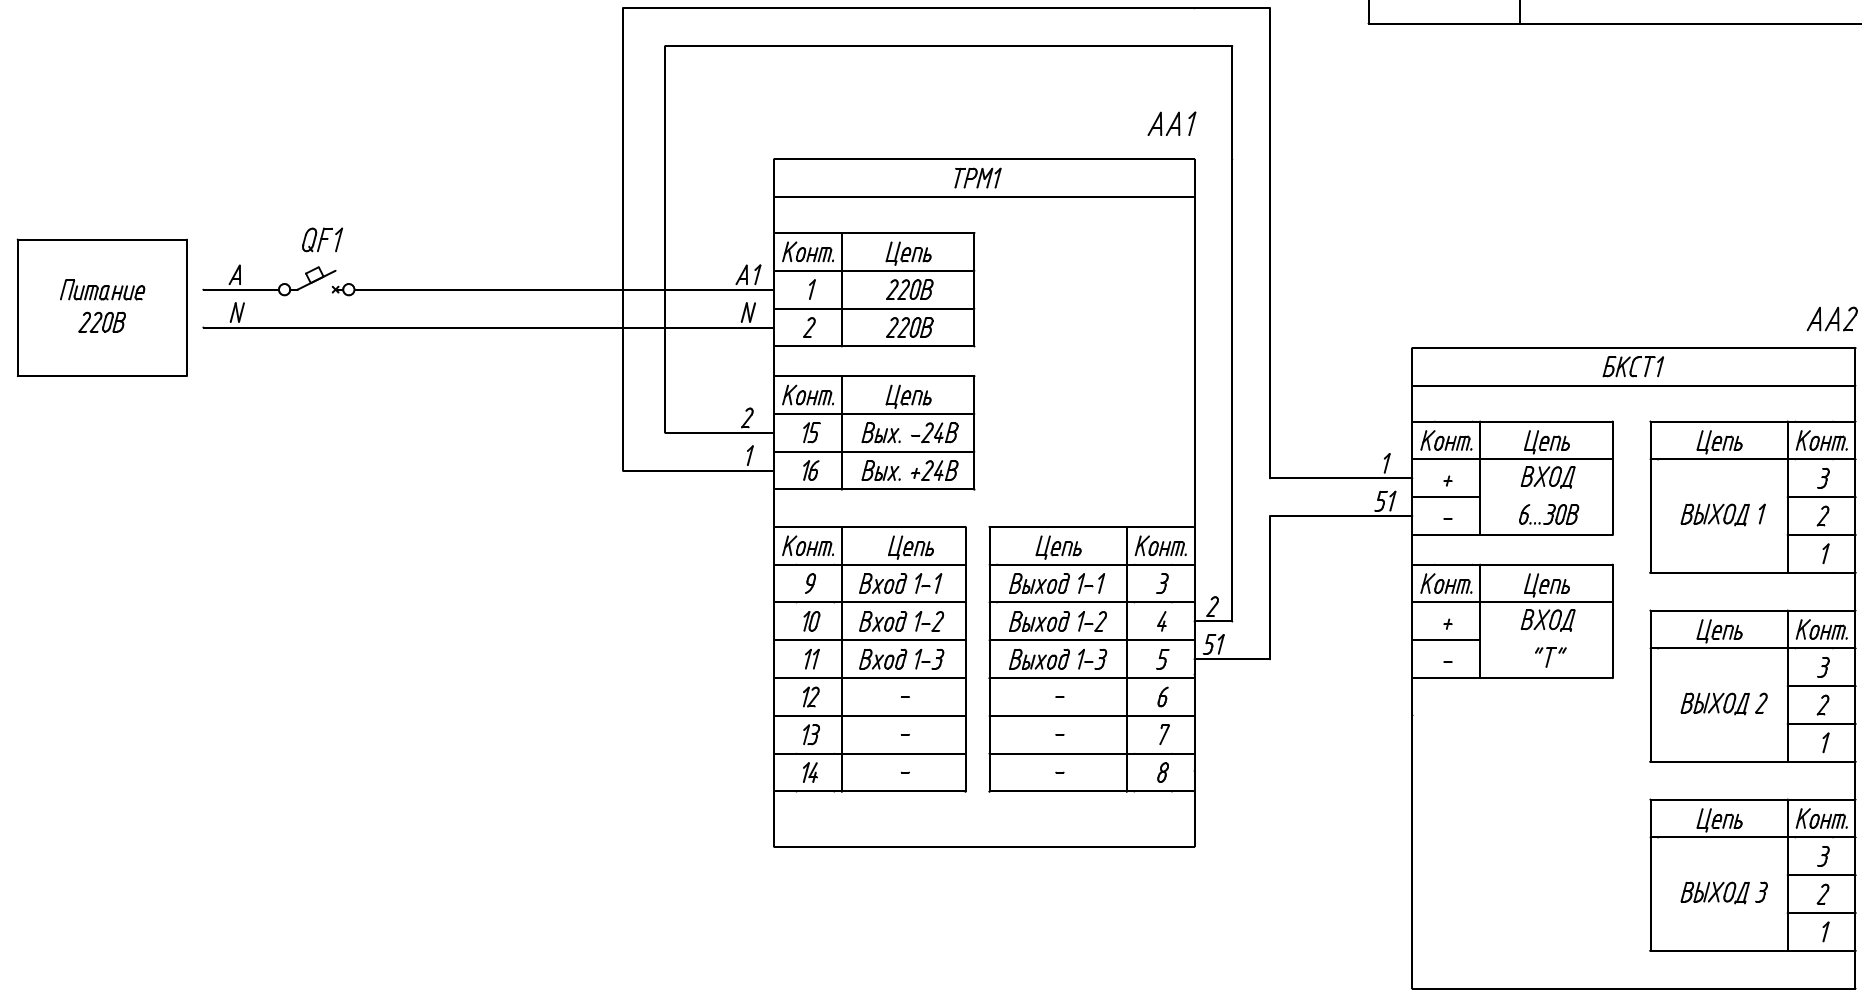 AA1
ТРМ1
QF1
Питание
220В
A
N
A1
N
Конт. Цепь
1 220В
2 220В
2
1
Конт. Цепь
15 Вых. -24В
16 Вых. +24В
Конт. Цепь Цепь Конт.
9 Вход 1-1 Выход 1-1 3
10 Вход 1-2 Выход 1-2 4
11 Вход 1-3 Выход 1-3 5
12 - - 6
13 - - 7
14 - - 8
2
51
AA2
БКСТ1
1
51
Конт. Цепь
+ ВХОД
- 6...30В
Конт. Цепь
+ ВХОД
- "Т"
Цепь Конт.
3
ВЫХОД 1 2
1
Цепь Конт.
3
ВЫХОД 2 2
1
Цепь Конт.
3
ВЫХОД 3 2
1